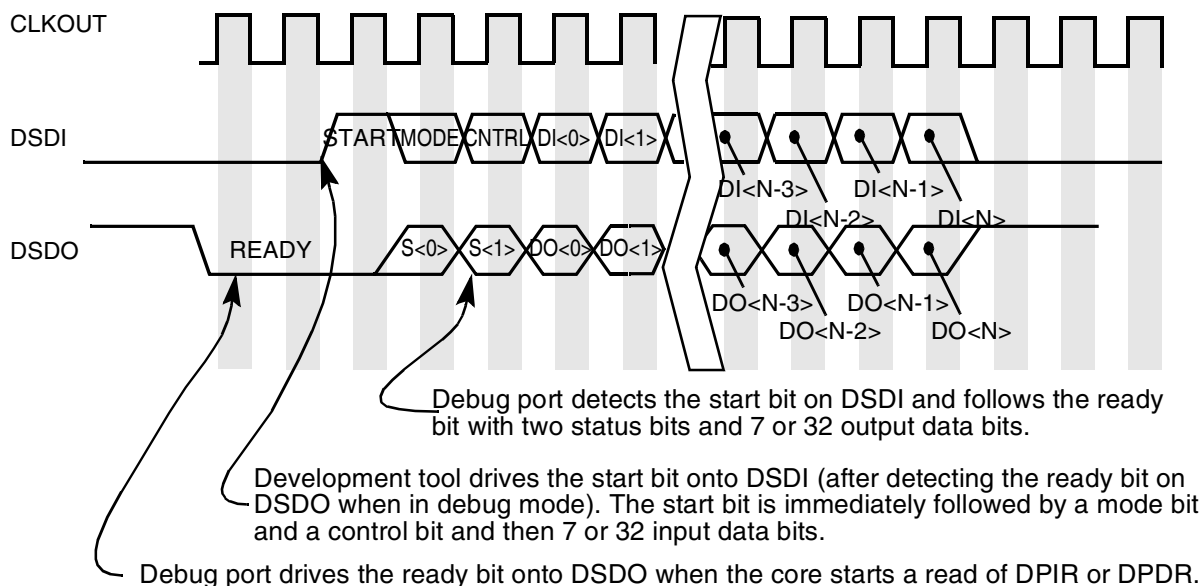 CLKOUT
DSDI
START MODE CNTRL DI<0> DI<1>
DI<N-3> DI<N-1>
DI<N-2> DI<N>
DSDO
READY S<0> S<1> DO<0> DO<1>
DO<N-3> DO<N-1>
DO<N-2> DO<N>
Debug port detects the start bit on DSDI and follows the ready
bit with two status bits and 7 or 32 output data bits.
Development tool drives the start bit onto DSDI (after detecting the ready bit on
DSDO when in debug mode). The start bit is immediately followed by a mode bit
and a control bit and then 7 or 32 input data bits.
Debug port drives the ready bit onto DSDO when the core starts a read of DPIR or DPDR.